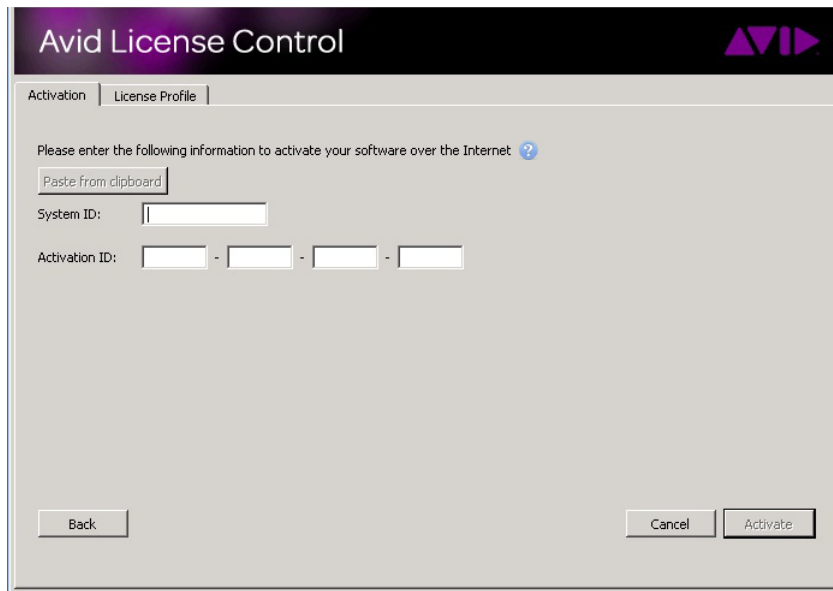 Avid License Control
AVID
Activation
License Profile
Please enter the following information to activate your software over the Internet ?
Paste from clipboard
System ID:
Activation ID: - - -
Back
Cancel
Activate